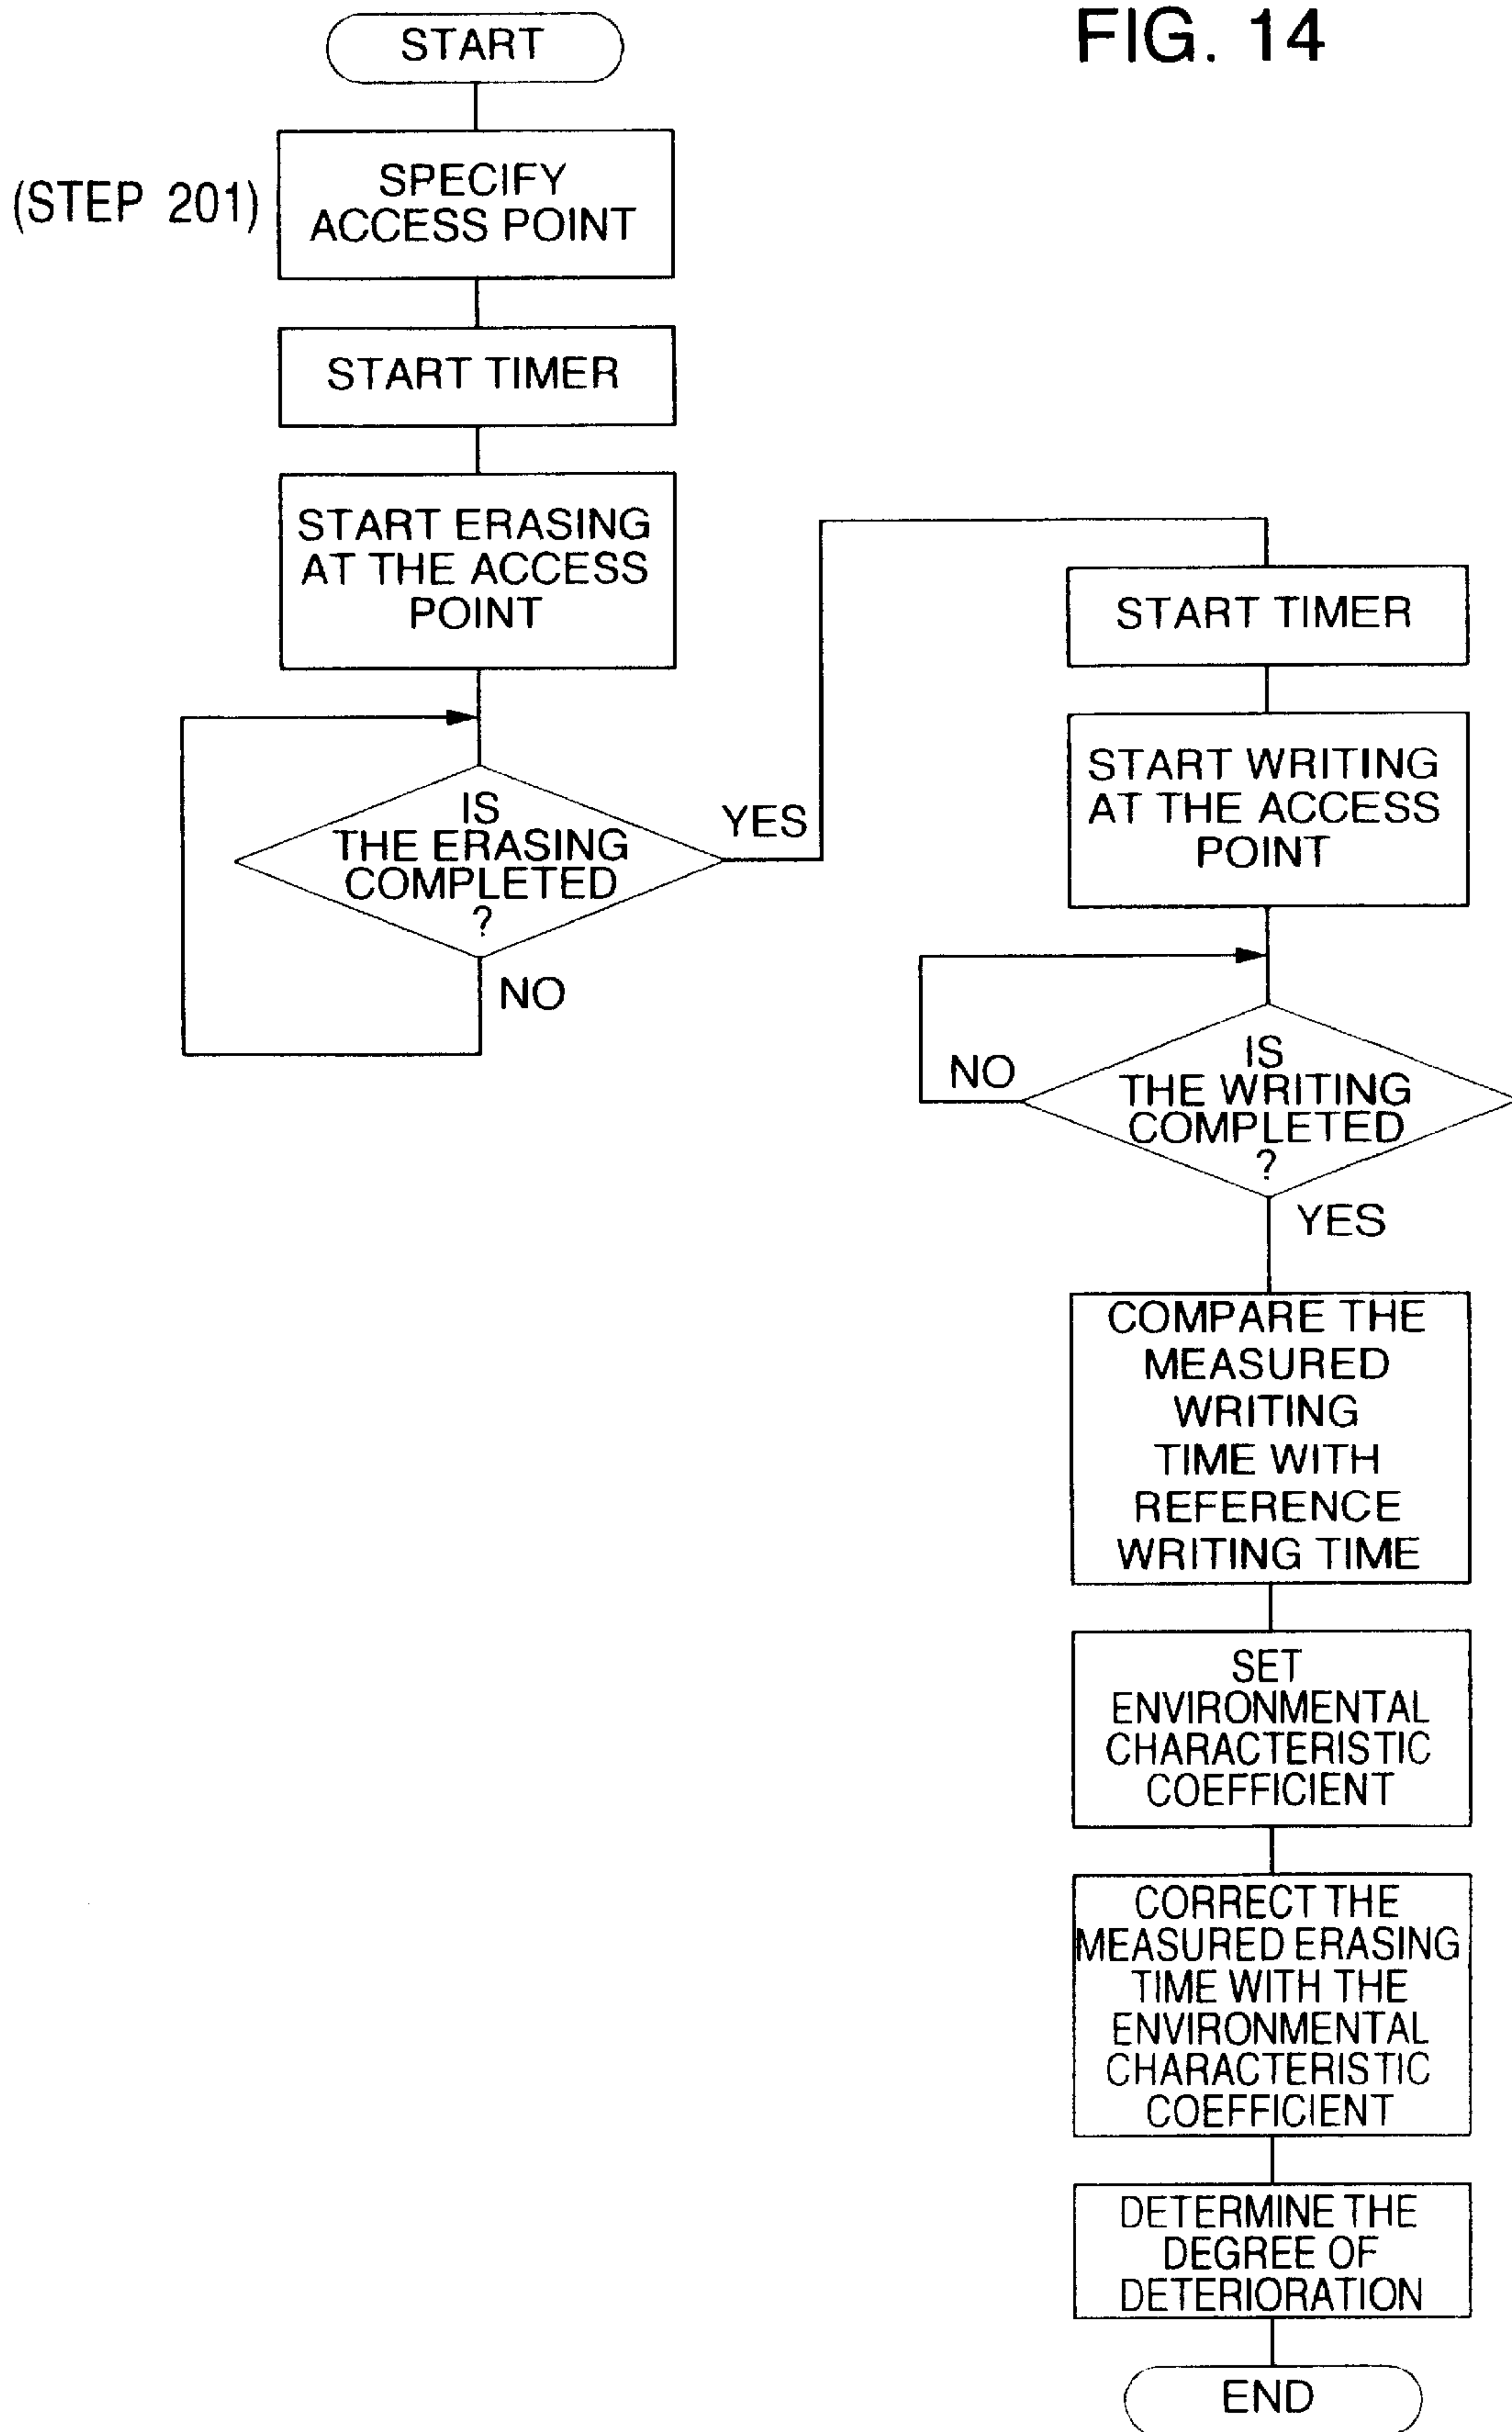 FIG. 14
START
(STEP 201)
SPECIFY
ACCESS POINT
START TIMER
START ERASING
AT THE ACCESS
POINT
IS
THE ERASING
COMPLETED
?
YES
NO
START TIMER
START WRITING
AT THE ACCESS
POINT
IS
THE WRITING
COMPLETED
?
NO
YES
COMPARE THE
MEASURED
WRITING
TIME WITH
REFERENCE
WRITING TIME
SET
ENVIRONMENTAL
CHARACTERISTIC
COEFFICIENT
CORRECT THE
MEASURED ERASING
TIME WITH THE
ENVIRONMENTAL
CHARACTERISTIC
COEFFICIENT
DETERMINE THE
DEGREE OF
DETERIORATION
END